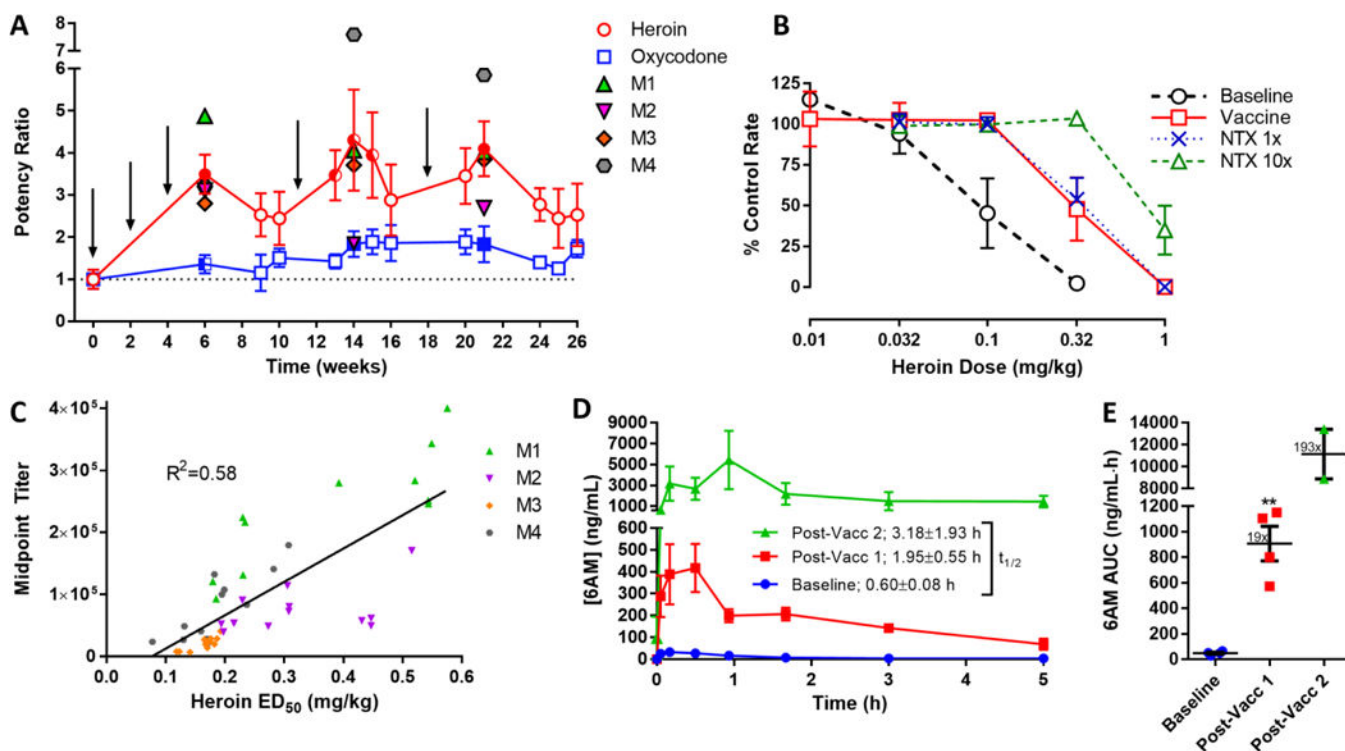 A
Potency Ratio
8
7
6
5
4
3
2
1
0
0 2 4 6 8 10 12 14 16 18 20 22 24 26
Time (weeks)
Heroin
Oxycodone
M1
M2
M3
M4
B
% Control Rate
125
100
75
50
25
0
0.01 0.032 0.1 0.32 1
Heroin Dose (mg/kg)
Baseline
Vaccine
NTX 1x
NTX 10x
C
Midpoint Titer
4×10⁵
3×10⁵
2×10⁵
1×10⁵
0
R²=0.58
0.0 0.1 0.2 0.3 0.4 0.5 0.6
Heroin ED₅₀ (mg/kg)
M1
M2
M3
M4
D
[6AM] (ng/mL)
9000
7000
5000
3000
1000
600
500
400
300
200
100
0
Post-Vacc 2; 3.18±1.93 h
Post-Vacc 1; 1.95±0.55 h
Baseline; 0.60±0.08 h
t₁/₂
0 1 2 3 4 5
Time (h)
E
6AM AUC (ng/mL·h)
14000
12000
10000
8000
1200
1000
800
600
400
200
0
193x
**
19x
Baseline
Post-Vacc 1
Post-Vacc 2